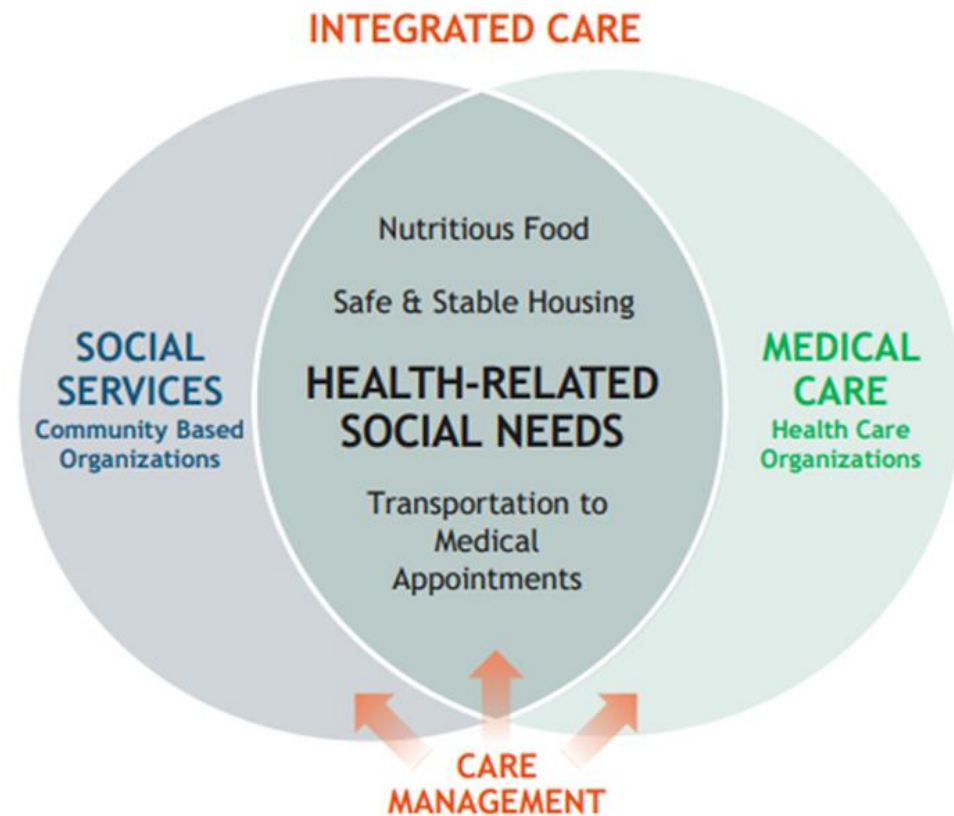 INTEGRATED CARE
Nutritious Food
Safe & Stable Housing
SOCIAL
SERVICES
Community Based
Organizations
HEALTH-RELATED
SOCIAL NEEDS
MEDICAL
CARE
Health Care
Organizations
Transportation to
Medical
Appointments
CARE
MANAGEMENT